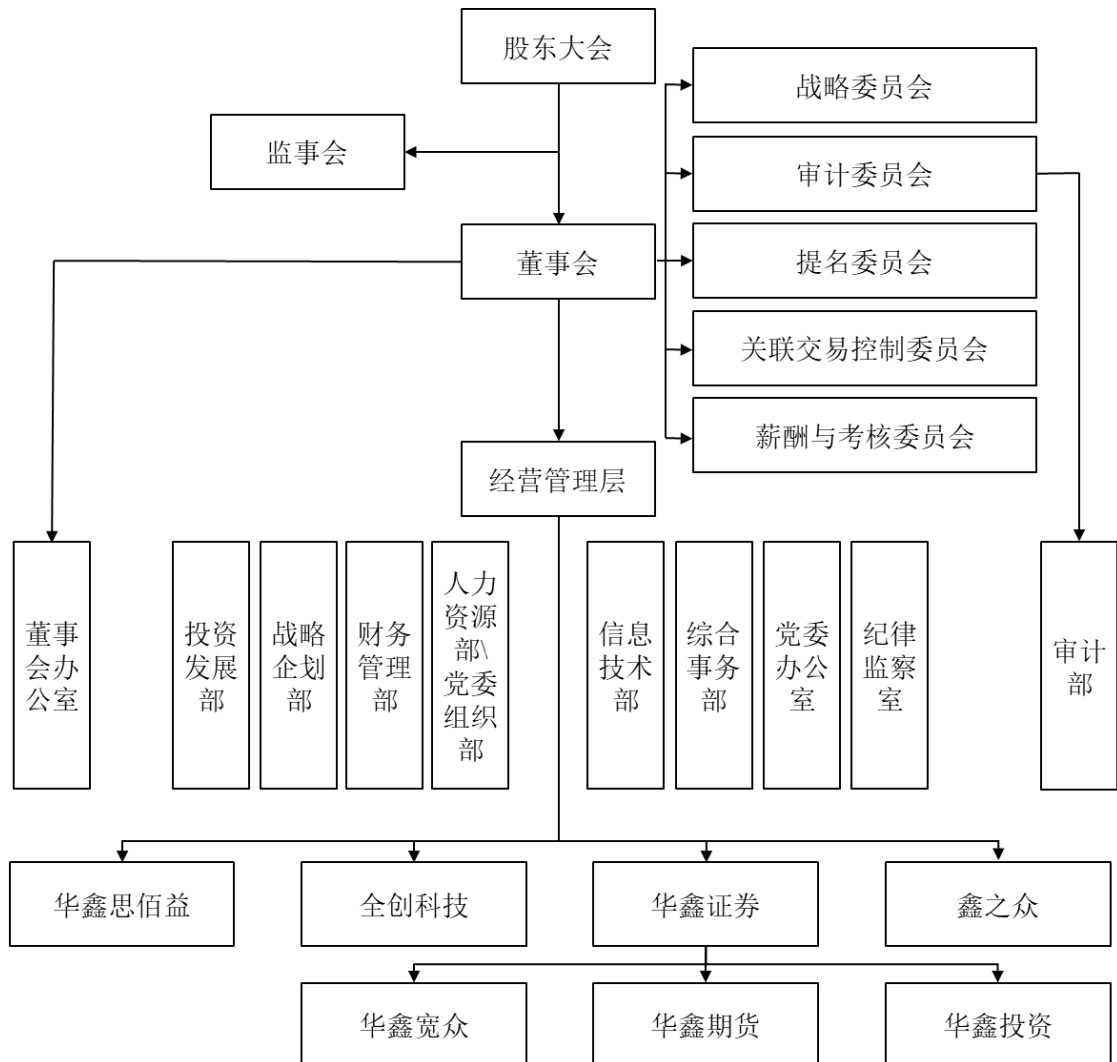 股东大会
战略委员会
监事会
审计委员会
董事会
提名委员会
关联交易控制委员会
薪酬与考核委员会
经营管理层
董事
会办
公室
投资
发展
部
战略
企划
部
财务
管理
部
人力
资源
部\
党委
组织
部
信息
技术
部
综合
事务
部
党委
办公
室
纪律
监察
室
审计
部
华鑫思佰益
全创科技
华鑫证券
鑫之众
华鑫宽众
华鑫期货
华鑫投资